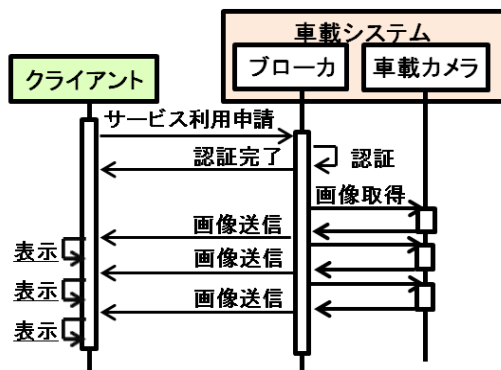 車載システム
クライアント
ブローカ
車載カメラ
サービス利用申請
認証完了
認証
画像取得
画像送信
表示
画像送信
表示
画像送信
表示